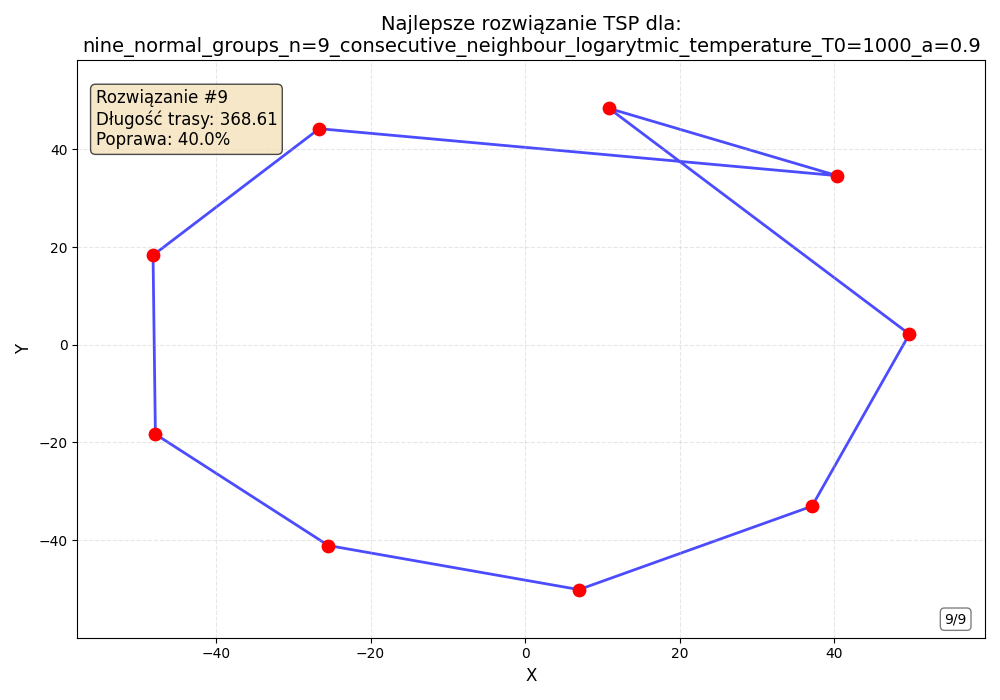 Najlepsze rozwiązanie TSP dla:
nine_normal_groups_n=9_consecutive_neighbour_logarytmic_temperature_T0=1000_a=0.9
Rozwiązanie #9
Długość trasy: 368.61
Poprawa: 40.0%
40
20
0
−20
−40
Y
9/9
−40
−20
0
20
40
X